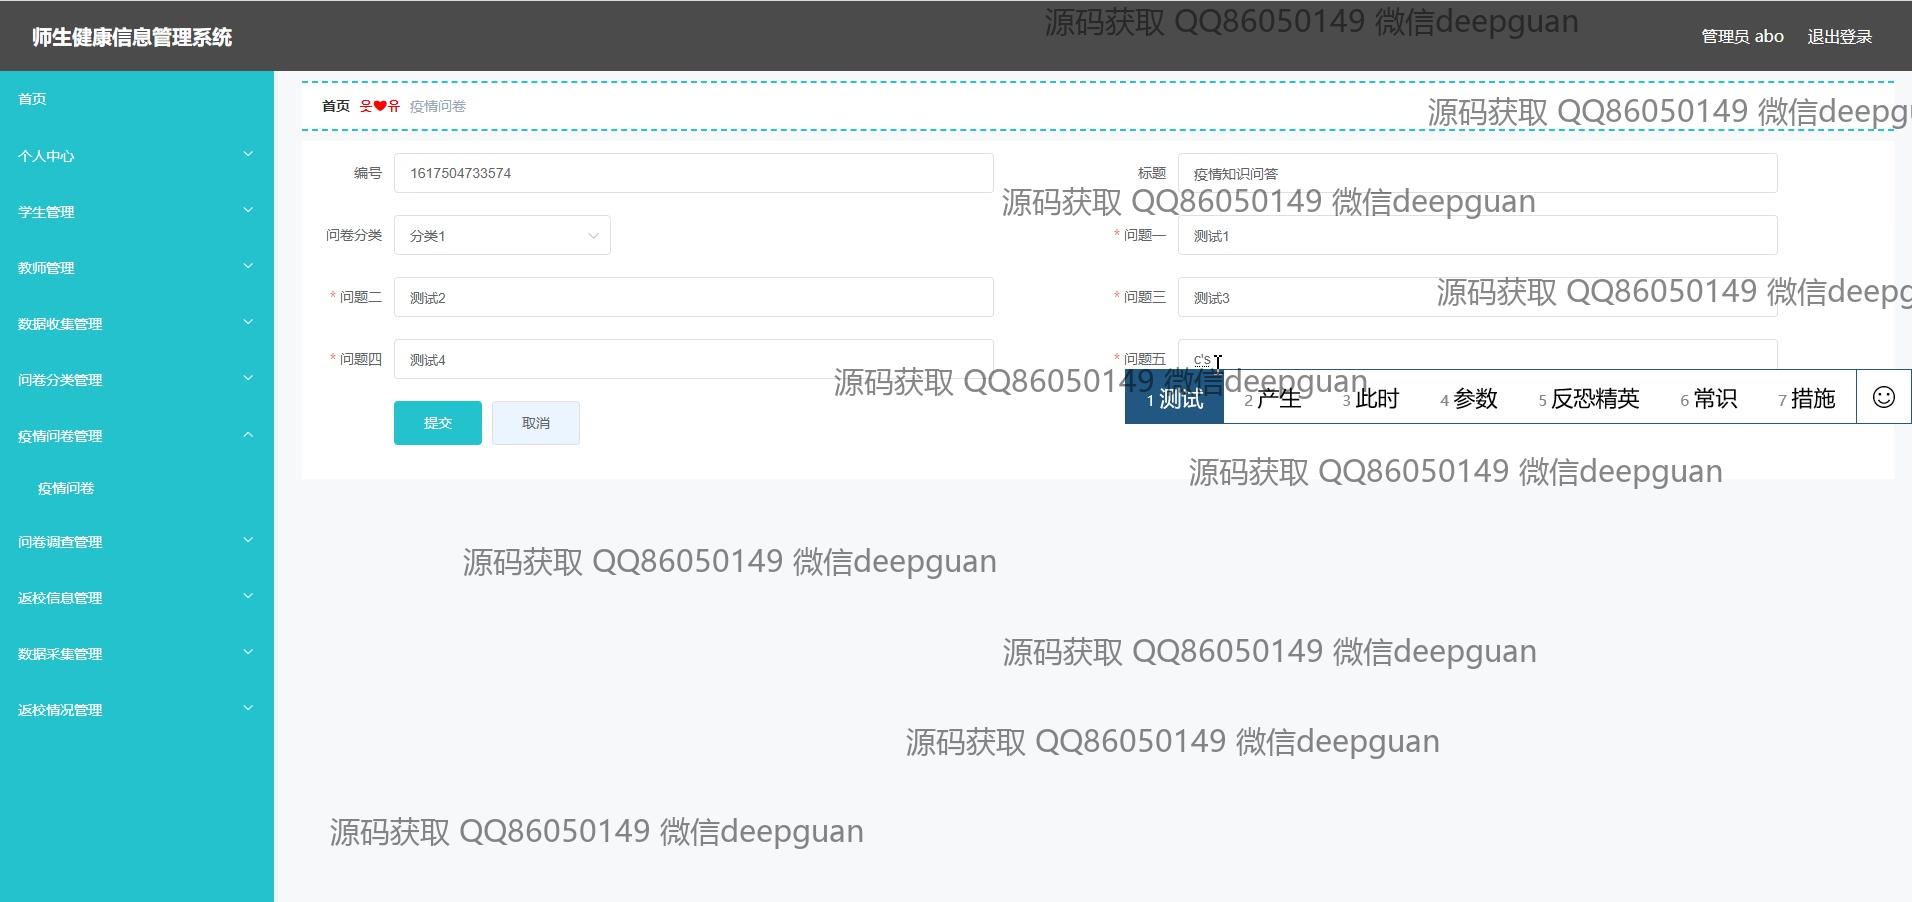 师生健康信息管理系统
源码获取 QQ86050149 微信deepguan
管理员 abo
退出登录
首页
个人中心
学生管理
教师管理
数据收集管理
问卷分类管理
疫情问卷管理
疫情问卷
问卷调查管理
返校信息管理
数据采集管理
返校情况管理
首页 웃❤유 疫情问卷
源码获取 QQ86050149 微信deepg
编号 1617504733574
标题 疫情知识问答
源码获取 QQ86050149 微信deepguan
问卷分类 分类1
* 问题一 测试1
* 问题二 测试2
* 问题三 测试3
源码获取 QQ86050149 微信deepg
* 问题四 测试4
* 问题五 c's
源码获取 QQ86050149 微信deepguan
1 测试 2 产生 3 此时 4 参数 5 反恐精英 6 常识 7 措施
提交 取消
源码获取 QQ86050149 微信deepguan
源码获取 QQ86050149 微信deepguan
源码获取 QQ86050149 微信deepguan
源码获取 QQ86050149 微信deepguan
源码获取 QQ86050149 微信deepguan